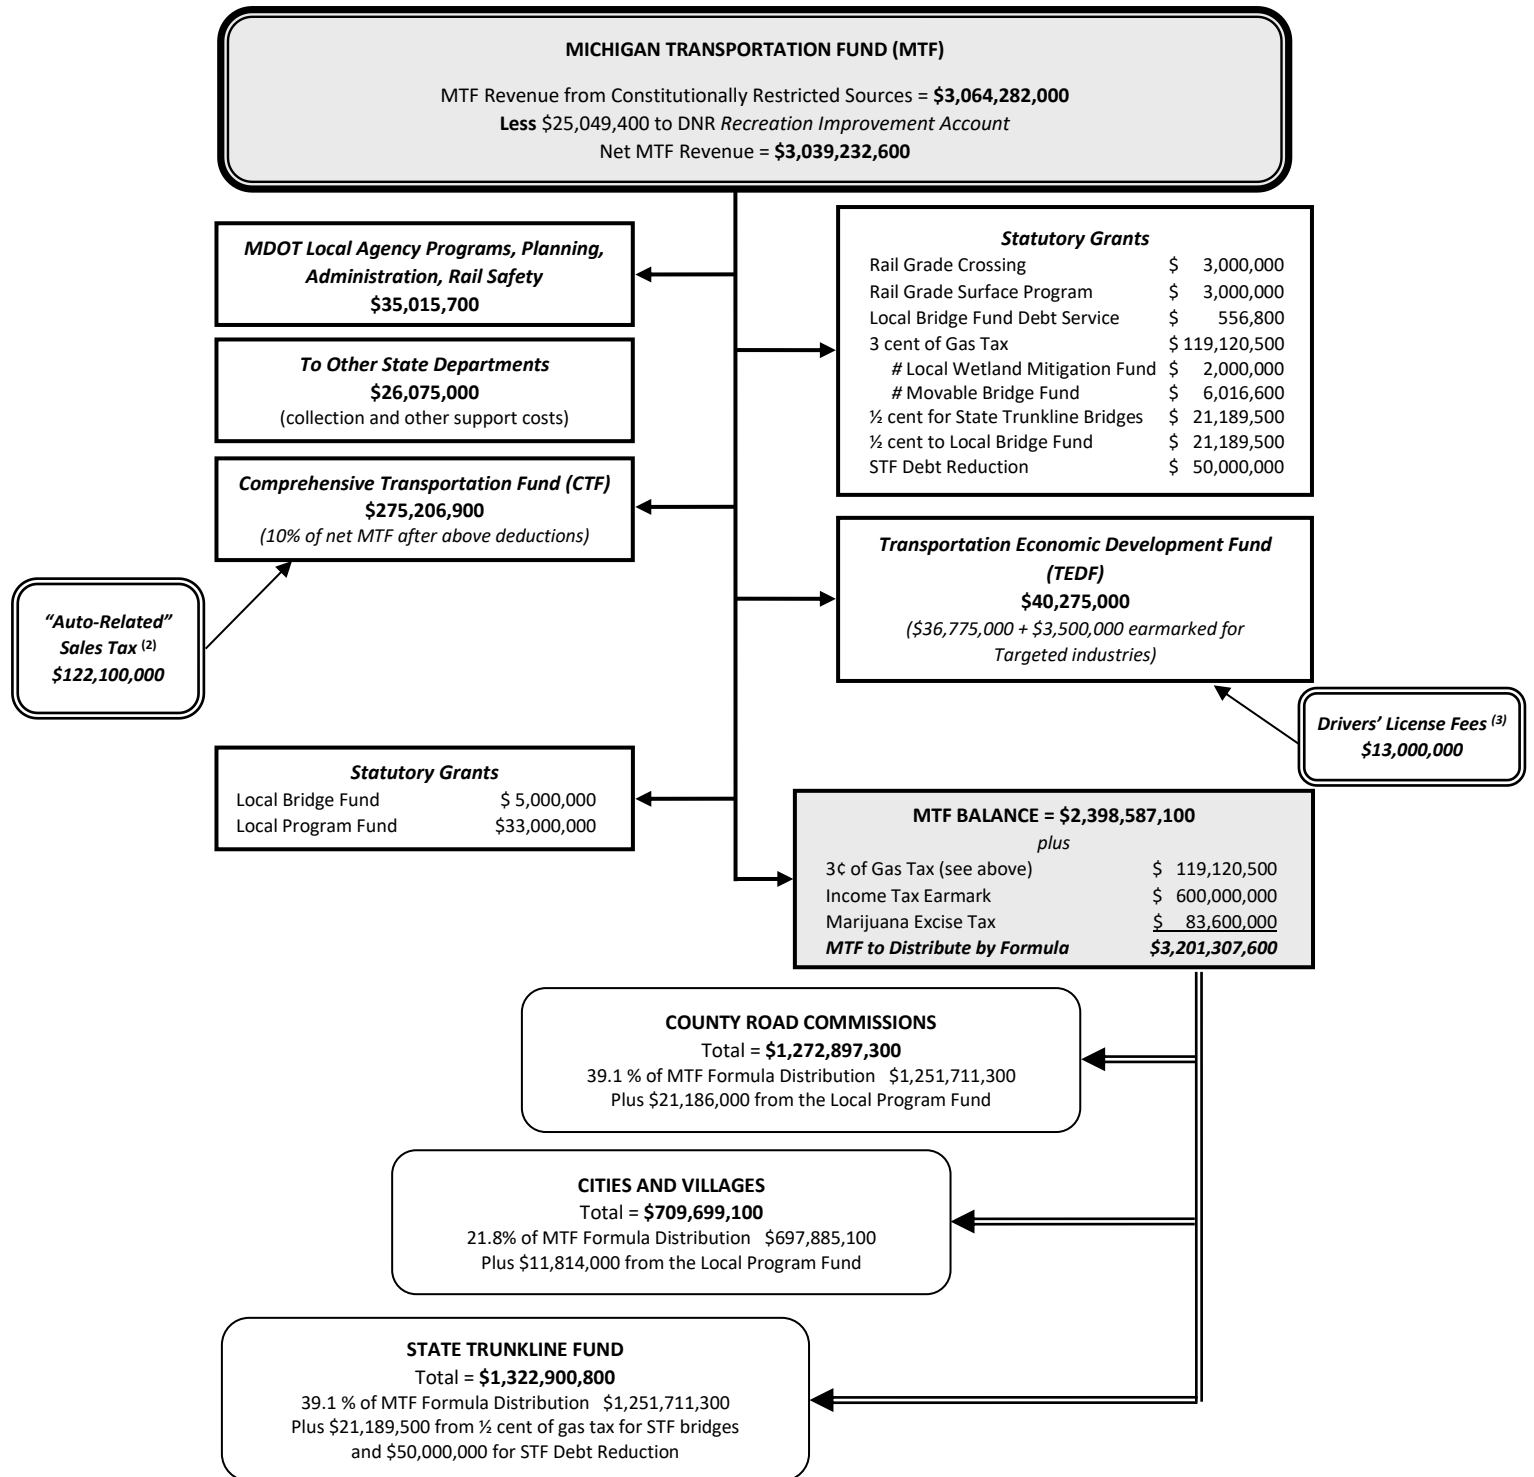 MICHIGAN TRANSPORTATION FUND (MTF)
MTF Revenue from Constitutionally Restricted Sources = $3,064,282,000
Less $25,049,400 to DNR Recreation Improvement Account
Net MTF Revenue = $3,039,232,600
MDOT Local Agency Programs, Planning,
Administration, Rail Safety
$35,015,700
To Other State Departments
$26,075,000
(collection and other support costs)
Comprehensive Transportation Fund (CTF)
$275,206,900
(10% of net MTF after above deductions)
"Auto-Related"
Sales Tax (2)
$122,100,000
Statutory Grants
Rail Grade Crossing $ 3,000,000
Rail Grade Surface Program $ 3,000,000
Local Bridge Fund Debt Service $ 556,800
3 cent of Gas Tax $ 119,120,500
# Local Wetland Mitigation Fund $ 2,000,000
# Movable Bridge Fund $ 6,016,600
½ cent for State Trunkline Bridges $ 21,189,500
½ cent to Local Bridge Fund $ 21,189,500
STF Debt Reduction $ 50,000,000
Transportation Economic Development Fund
(TEDF)
$40,275,000
($36,775,000 + $3,500,000 earmarked for
Targeted industries)
Drivers' License Fees (3)
$13,000,000
Statutory Grants
Local Bridge Fund $ 5,000,000
Local Program Fund $33,000,000
MTF BALANCE = $2,398,587,100
plus
3¢ of Gas Tax (see above) $ 119,120,500
Income Tax Earmark $ 600,000,000
Marijuana Excise Tax $ 83,600,000
MTF to Distribute by Formula $3,201,307,600
COUNTY ROAD COMMISSIONS
Total = $1,272,897,300
39.1 % of MTF Formula Distribution $1,251,711,300
Plus $21,186,000 from the Local Program Fund
CITIES AND VILLAGES
Total = $709,699,100
21.8% of MTF Formula Distribution $697,885,100
Plus $11,814,000 from the Local Program Fund
STATE TRUNKLINE FUND
Total = $1,322,900,800
39.1 % of MTF Formula Distribution $1,251,711,300
Plus $21,189,500 from ½ cent of gas tax for STF bridges
and $50,000,000 for STF Debt Reduction